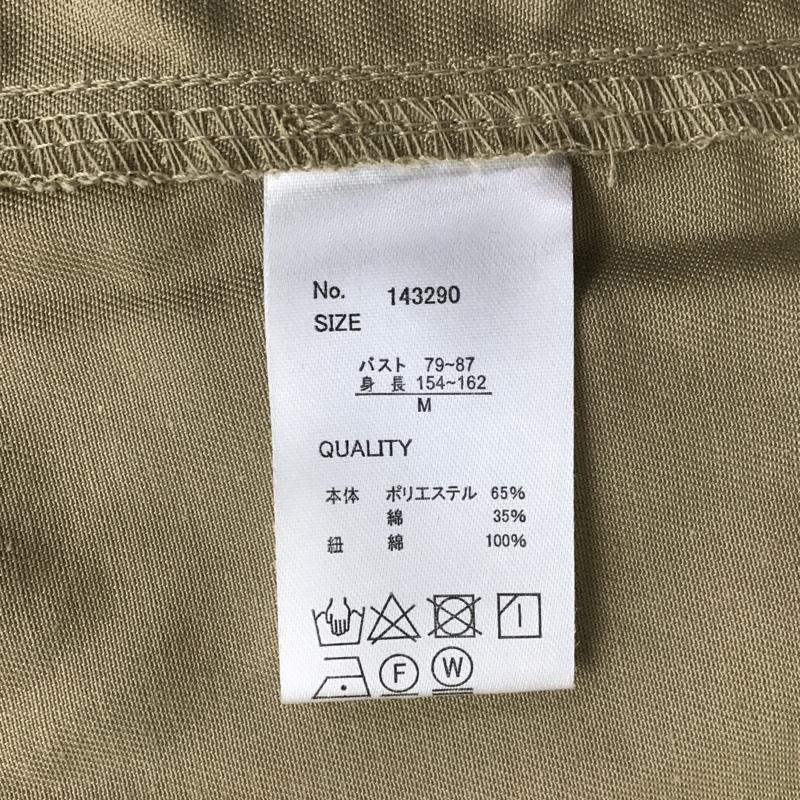 No. 143290
SIZE
バスト 79~87
身長 154~162
M
QUALITY
本体 ポリエステル 65%
綿 35%
紐 綿 100%
F W